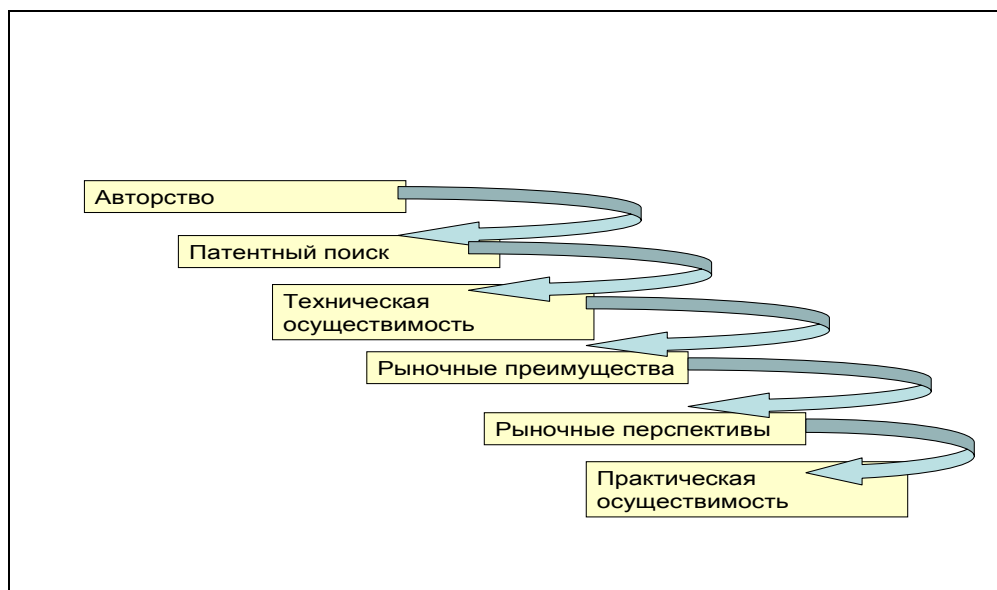 Авторство
Патентный поиск
Техническая
осуществимость
Рыночные преимущества
Рыночные перспективы
Практическая
осуществимость